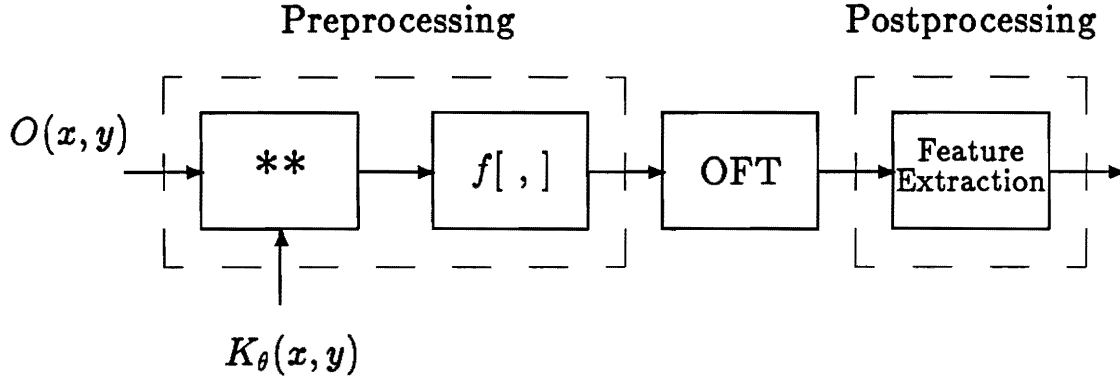 Preprocessing
Postprocessing
O(x, y)
**
f[ , ]
OFT
Feature
Extraction
K_θ(x, y)